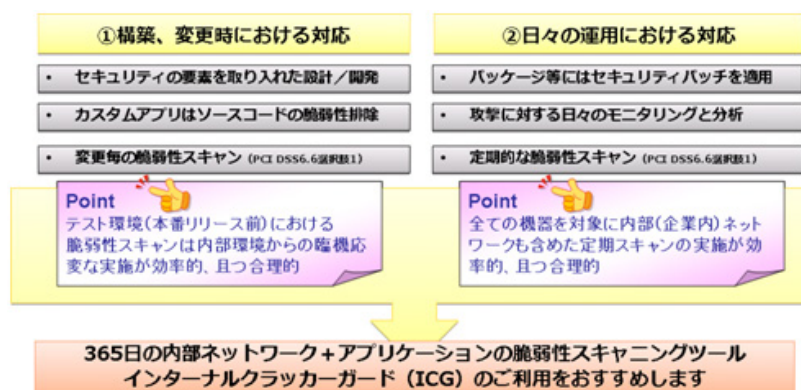 ①構築、変更時における対応
・ セキュリティの要素を取り入れた設計／開発
・ カスタムアプリはソースコードの脆弱性排除
・ 変更毎の脆弱性スキャン（PCI DSS6.6選択肢1）
Point
テスト環境（本番リリース前）における
脆弱性スキャンは内部環境からの臨機応
変な実施が効率的、且つ合理的
②日々の運用における対応
・ パッケージ等にはセキュリティパッチを適用
・ 攻撃に対する日々のモニタリングと分析
・ 定期的な脆弱性スキャン（PCI DSS6.6選択肢1）
Point
全ての機器を対象に内部（企業内）ネット
ワークも含めた定期スキャンの実施が効
率的、且つ合理的
365日の内部ネットワーク＋アプリケーションの脆弱性スキャニングツール
インターナルクラッカーガード（ICG）のご利用をおすすめします